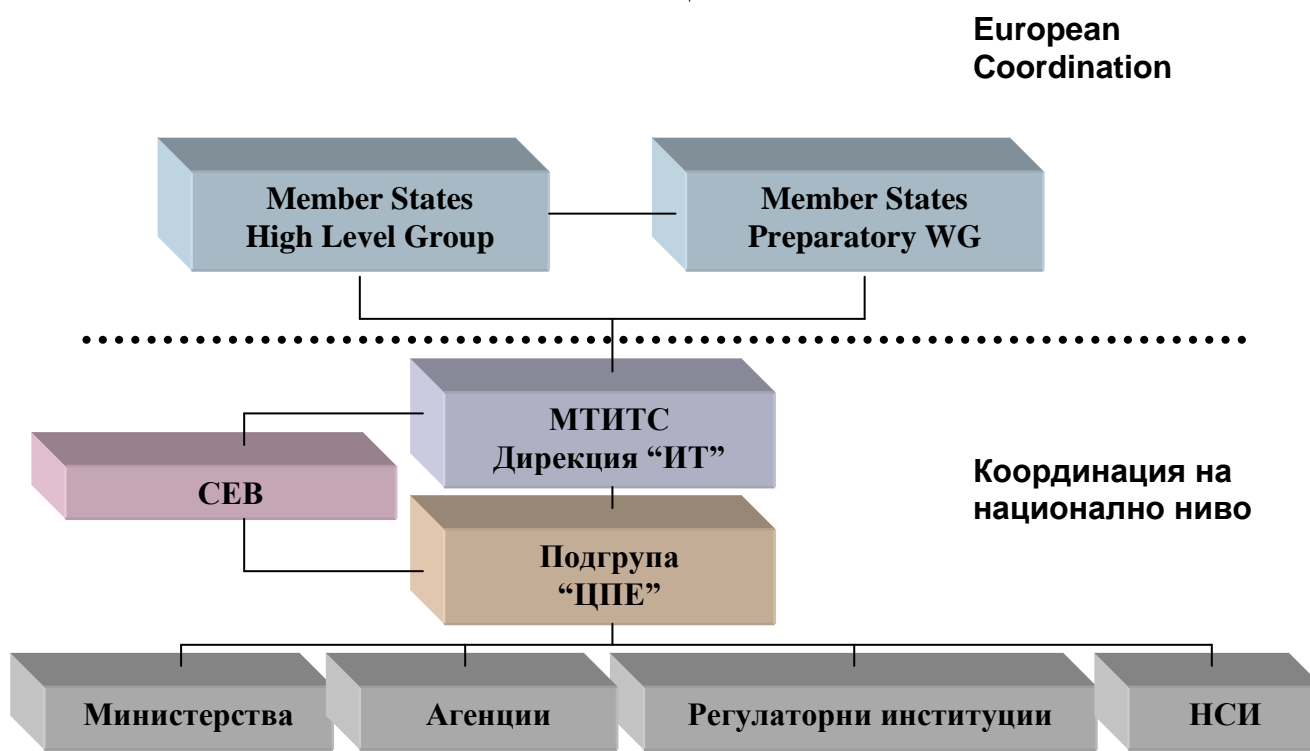 European
Coordination
Member States
High Level Group
Member States
Preparatory WG
МТИТС
Дирекция “ИТ”
СЕВ
Координация на
национално ниво
Подгрупа
“ЦПЕ”
Министерства
Агенции
Регулаторни институции
НСИ